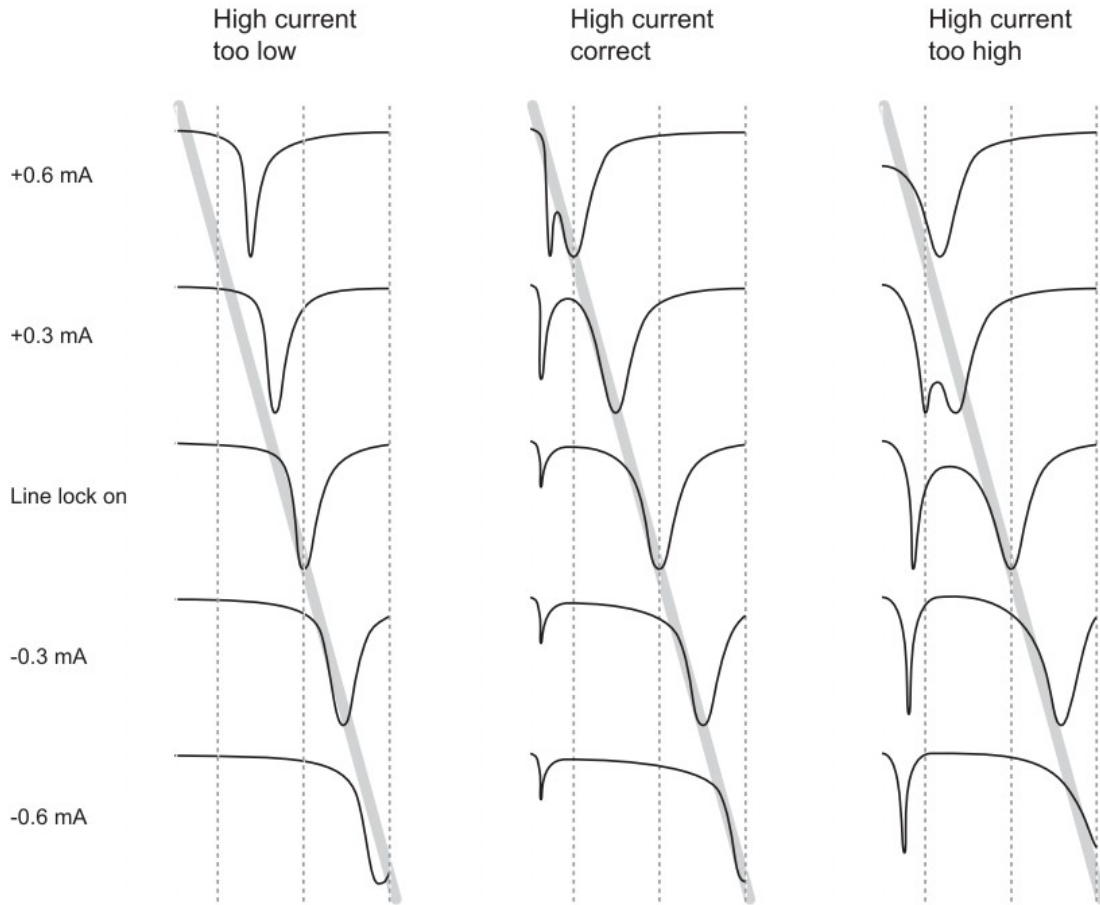 High current
too low
High current
correct
High current
too high
+0.6 mA
+0.3 mA
Line lock on
-0.3 mA
-0.6 mA